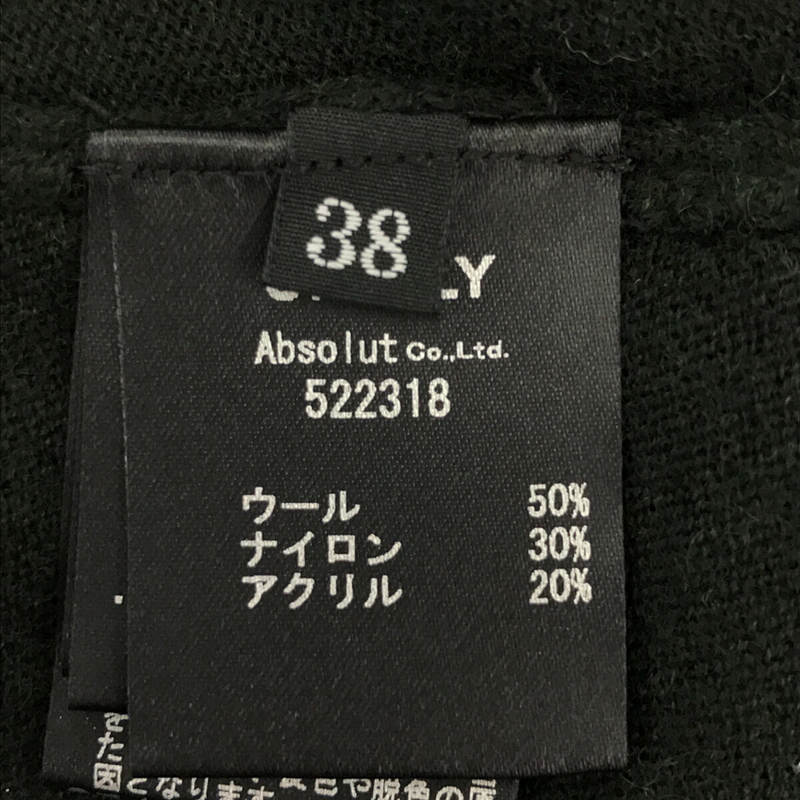 38
Absolut Co.,Ltd.
522318
ウール 50%
ナイロン 30%
アクリル 20%